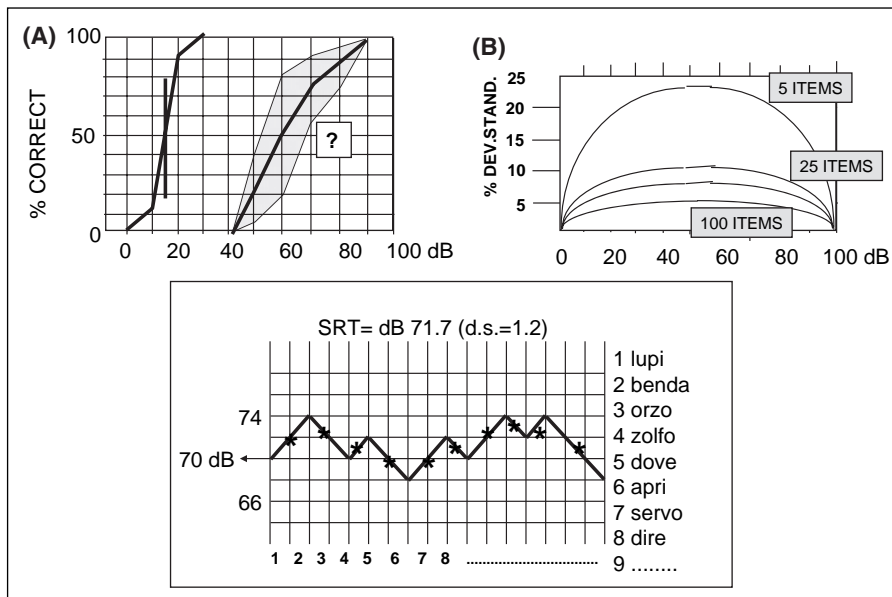 (A)
100
50
0
% CORRECT
?
0 20 40 60 80 100 dB
(B)
% DEV.STAND.
25
20
15
10
5
5 ITEMS
25 ITEMS
100 ITEMS
0 20 40 60 80 100 dB
SRT= dB 71.7 (d.s.=1.2)
74
70 dB
66
1 2 3 4 5 6 7 8 ........................
1 lupi
2 benda
3 orzo
4 zolfo
5 dove
6 apri
7 servo
8 dire
9 ........